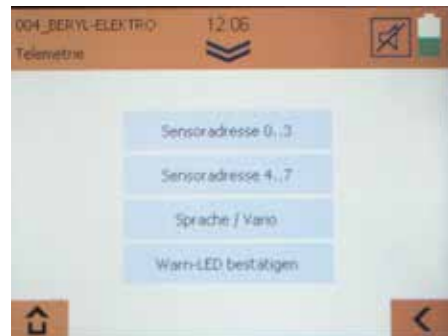 004_BERYL-ELEKTRO 12:06
Telemetrie
Sensoradresse 0..3
Sensoradresse 4..7
Sprache / Vario
Warn-LED bestätigen